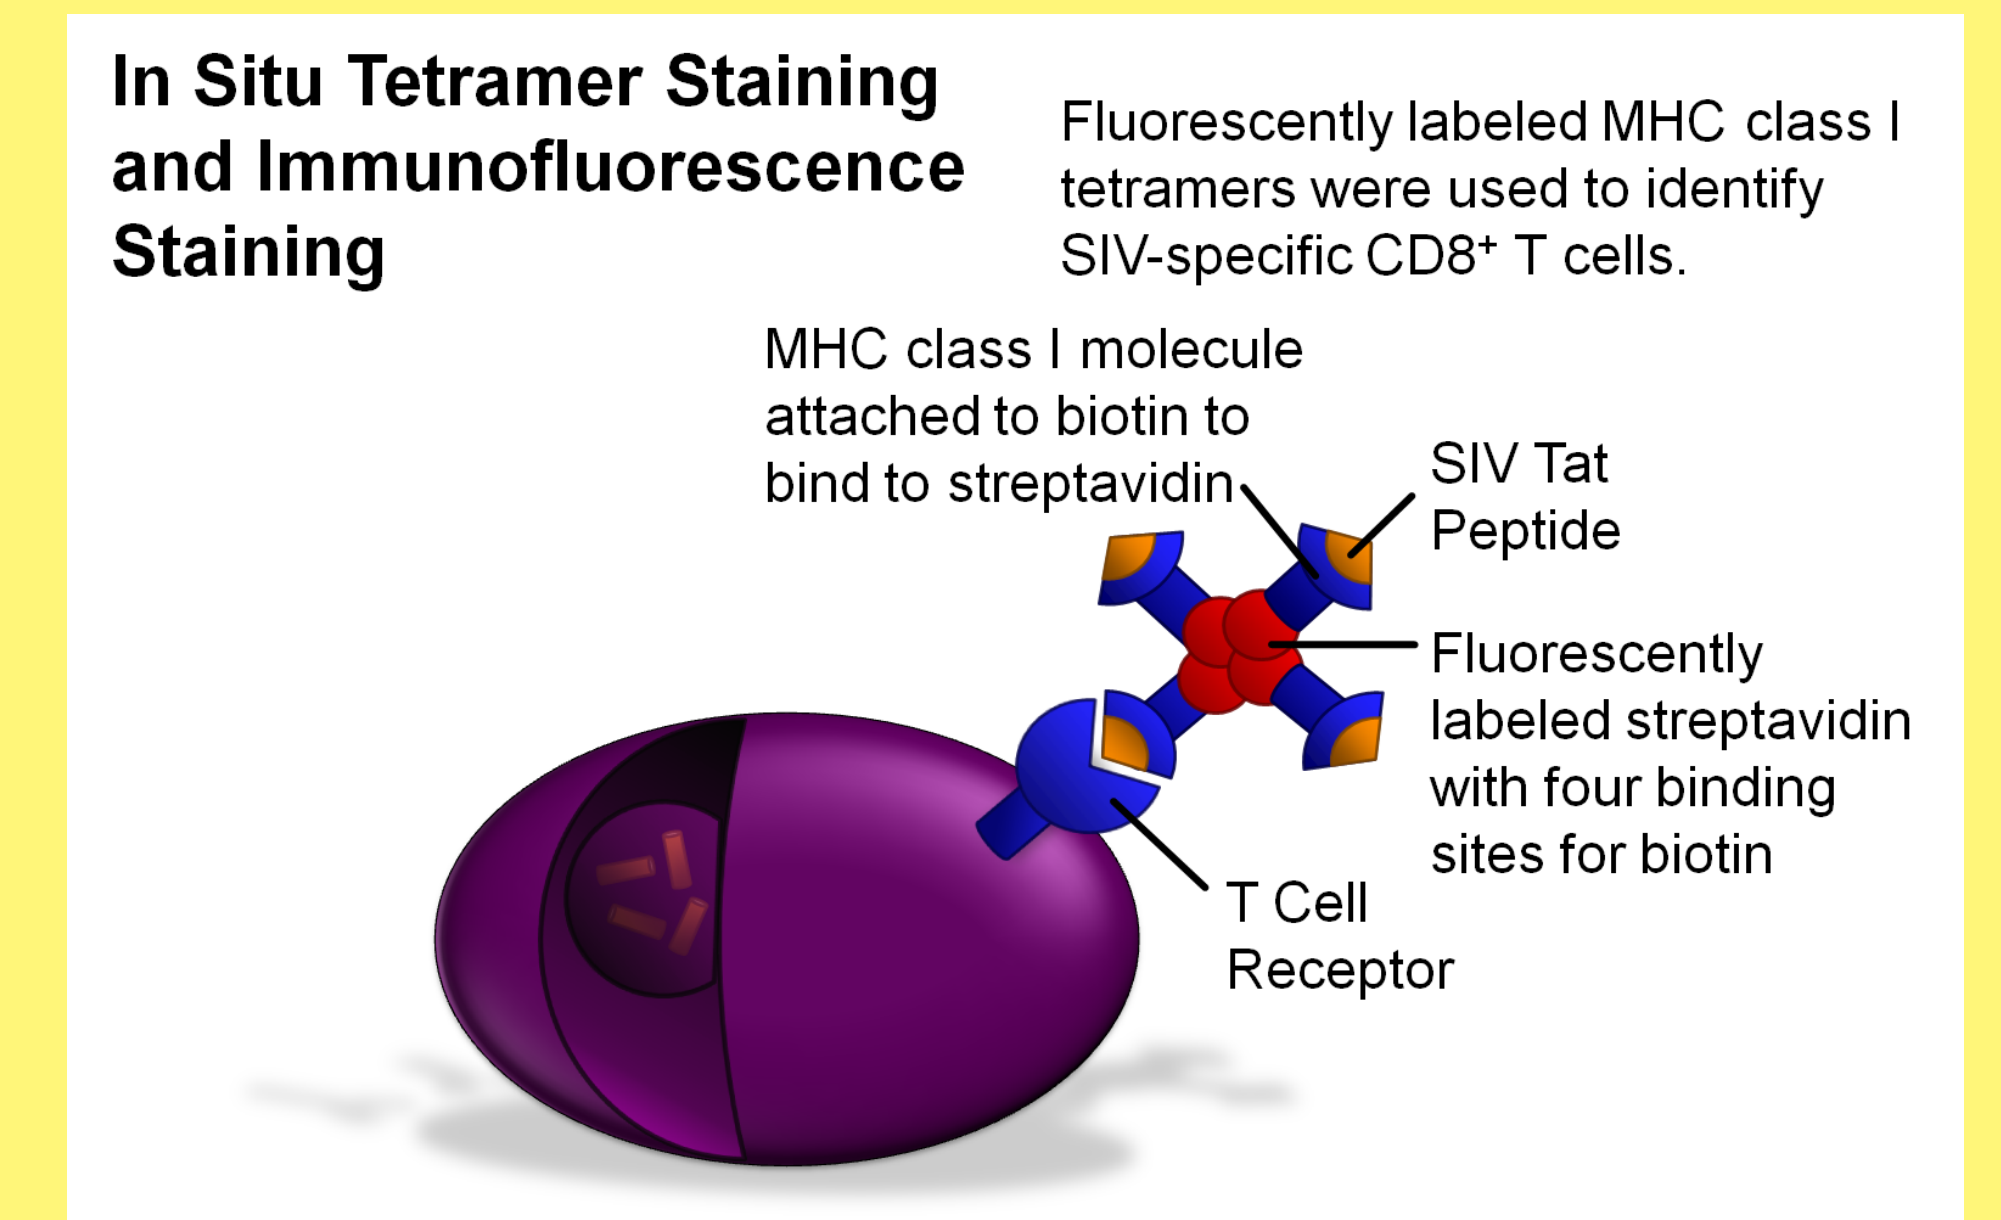 In Situ Tetramer Staining
and Immunofluorescence
Staining
Fluorescently labeled MHC class I
tetramers were used to identify
SIV-specific CD8⁺ T cells.
MHC class I molecule
attached to biotin to
bind to streptavidin
SIV Tat
Peptide
Fluorescently
labeled streptavidin
with four binding
sites for biotin
T Cell
Receptor